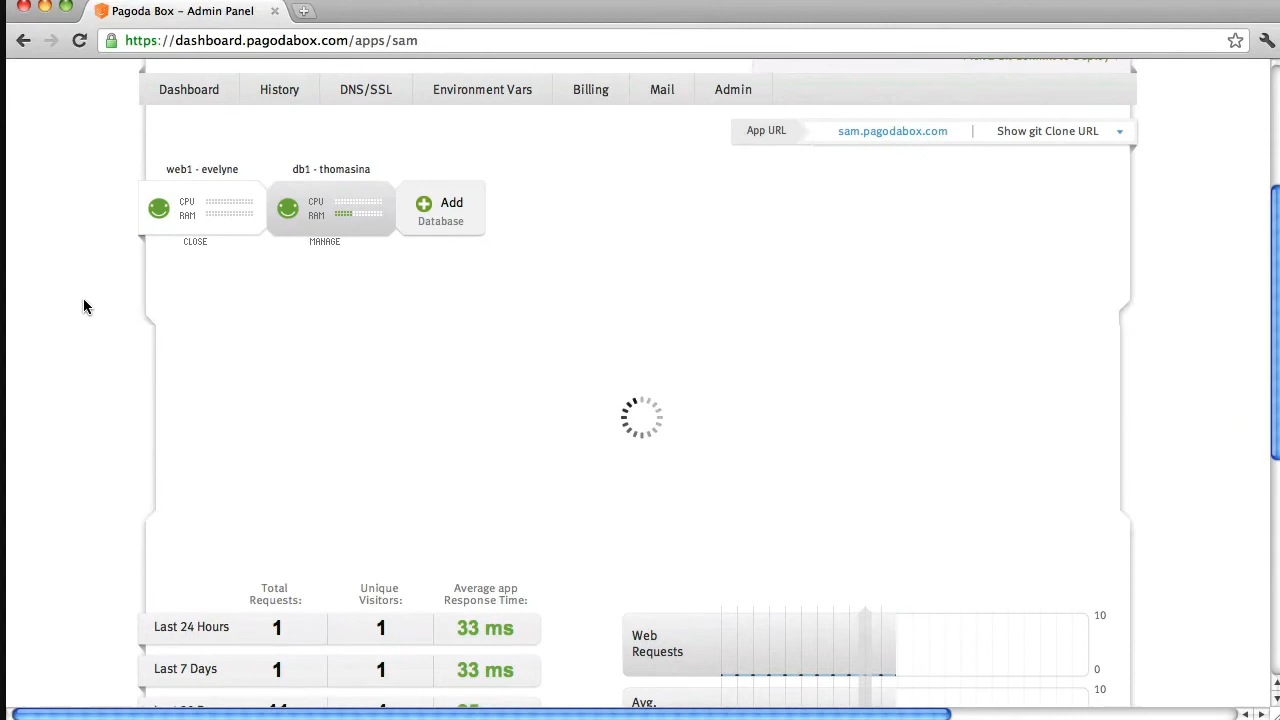 Pagoda Box – Admin Panel
https://dashboard.pagodabox.com/apps/sam
Dashboard History DNS/SSL Environment Vars Billing Mail Admin
App URL sam.pagodabox.com | Show git Clone URL
web1 - evelyne db1 - thomasina
CPU CPU Add
RAM RAM Database
CLOSE MANAGE
Total Unique Average app
Requests: Visitors: Response Time:
Last 24 Hours 1 1 33 ms
Last 7 Days 1 1 33 ms
Web 10
Requests 0
Avg. 10